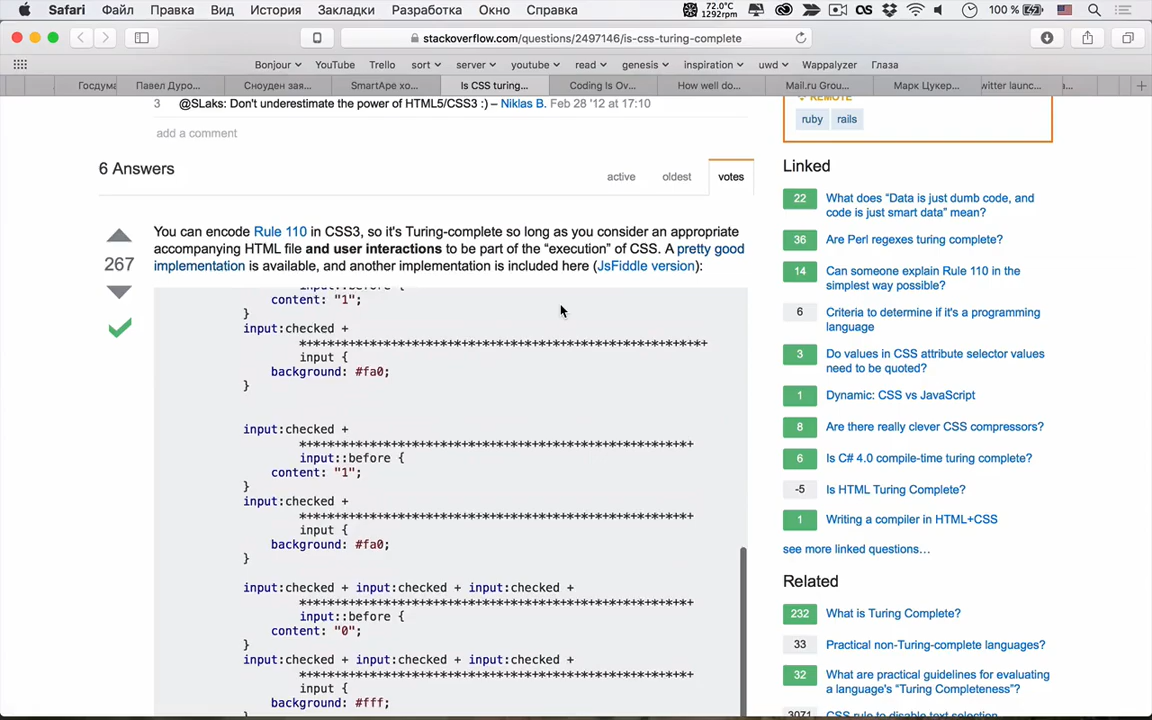 Safari Файл Правка Вид История Закладки Разработка Окно Справка 72.0°C 1292rpm 100 %
stackoverflow.com/questions/2497146/is-css-turing-complete
Bonjour YouTube Trello sort server youtube read genesis inspiration uwd Wappalyzer Глаза
Госдума Павел Дуро... Сноуден зая... SmartApe хо... Is CSS turing... Coding Is Ov... How well do... Mail.ru Grou... Марк Цукер... witter launc...
3 @SLaks: Don't underestimate the power of HTML5/CSS3 :) – Niklas B. Feb 28 '12 at 17:10
add a comment
6 Answers
active oldest votes
267
You can encode Rule 110 in CSS3, so it's Turing-complete so long as you consider an appropriate
accompanying HTML file and user interactions to be part of the “execution” of CSS. A pretty good
implementation is available, and another implementation is included here (JsFiddle version):
input::before {
content: "1";
}
input:checked +
*+*+*+*+*+*+*+*+*+*+*+*+*+*+*+*+*+*+*+*+*+*+*+*+*+*+*+*+*+
input {
background: #fa0;
}
input:checked +
*+*+*+*+*+*+*+*+*+*+*+*+*+*+*+*+*+*+*+*+*+*+*+*+*+*+*+*+
input::before {
content: "1";
}
input:checked +
*+*+*+*+*+*+*+*+*+*+*+*+*+*+*+*+*+*+*+*+*+*+*+*+*+*+*+*+
input {
background: #fa0;
}
input:checked + input:checked + input:checked +
*+*+*+*+*+*+*+*+*+*+*+*+*+*+*+*+*+*+*+*+*+*+*+*+*+*+*+*+
input::before {
content: "0";
}
input:checked + input:checked + input:checked +
*+*+*+*+*+*+*+*+*+*+*+*+*+*+*+*+*+*+*+*+*+*+*+*+*+*+*+*+
input {
background: #fff;
}
REMOTE
ruby rails
Linked
22 What does “Data is just dumb code, and
code is just smart data” mean?
36 Are Perl regexes turing complete?
14 Can someone explain Rule 110 in the
simplest way possible?
6 Criteria to determine if it's a programming
language
3 Do values in CSS attribute selector values
need to be quoted?
1 Dynamic: CSS vs JavaScript
8 Are there really clever CSS compressors?
6 Is C# 4.0 compile-time turing complete?
-5 Is HTML Turing Complete?
1 Writing a compiler in HTML+CSS
see more linked questions…
Related
232 What is Turing Complete?
33 Practical non-Turing-complete languages?
32 What are practical guidelines for evaluating
a language's “Turing Completeness”?
3071 CSS rule to disable text selection